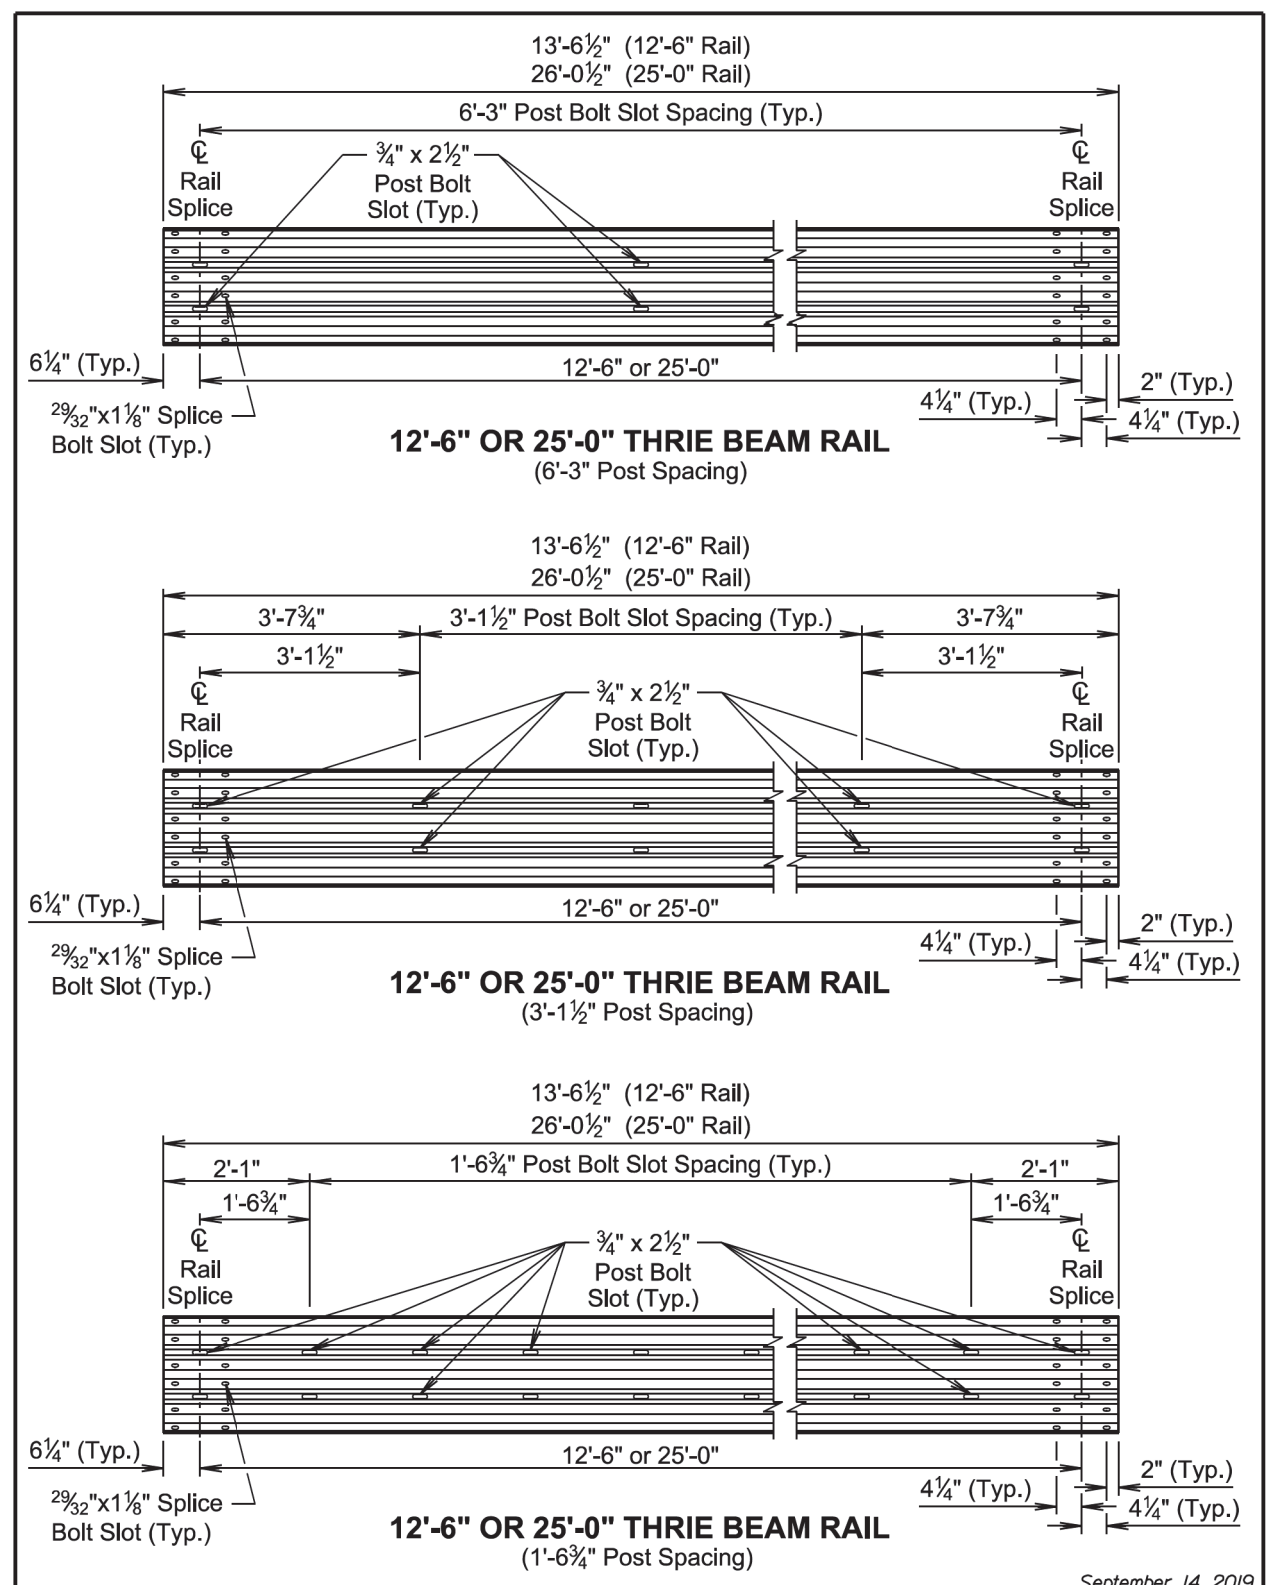 13'-6½" (12'-6" Rail)
26'-0½" (25'-0" Rail)
6'-3" Post Bolt Slot Spacing (Typ.)
℄
Rail
Splice
¾" x 2½"
Post Bolt
Slot (Typ.)
℄
Rail
Splice
6¼" (Typ.)
12'-6" or 25'-0"
2" (Typ.)
4¼" (Typ.)
4¼" (Typ.)
29⁄32"x1⅛" Splice
Bolt Slot (Typ.)
12'-6" OR 25'-0" THRIE BEAM RAIL
(6'-3" Post Spacing)
13'-6½" (12'-6" Rail)
26'-0½" (25'-0" Rail)
3'-7¾"
3'-1½" Post Bolt Slot Spacing (Typ.)
3'-7¾"
3'-1½"
3'-1½"
℄
Rail
Splice
¾" x 2½"
Post Bolt
Slot (Typ.)
℄
Rail
Splice
6¼" (Typ.)
12'-6" or 25'-0"
2" (Typ.)
4¼" (Typ.)
4¼" (Typ.)
29⁄32"x1⅛" Splice
Bolt Slot (Typ.)
12'-6" OR 25'-0" THRIE BEAM RAIL
(3'-1½" Post Spacing)
13'-6½" (12'-6" Rail)
26'-0½" (25'-0" Rail)
2'-1"
1'-6¾" Post Bolt Slot Spacing (Typ.)
2'-1"
1'-6¾"
1'-6¾"
℄
Rail
Splice
¾" x 2½"
Post Bolt
Slot (Typ.)
℄
Rail
Splice
6¼" (Typ.)
12'-6" or 25'-0"
2" (Typ.)
4¼" (Typ.)
4¼" (Typ.)
29⁄32"x1⅛" Splice
Bolt Slot (Typ.)
12'-6" OR 25'-0" THRIE BEAM RAIL
(1'-6¾" Post Spacing)
September 14, 2019